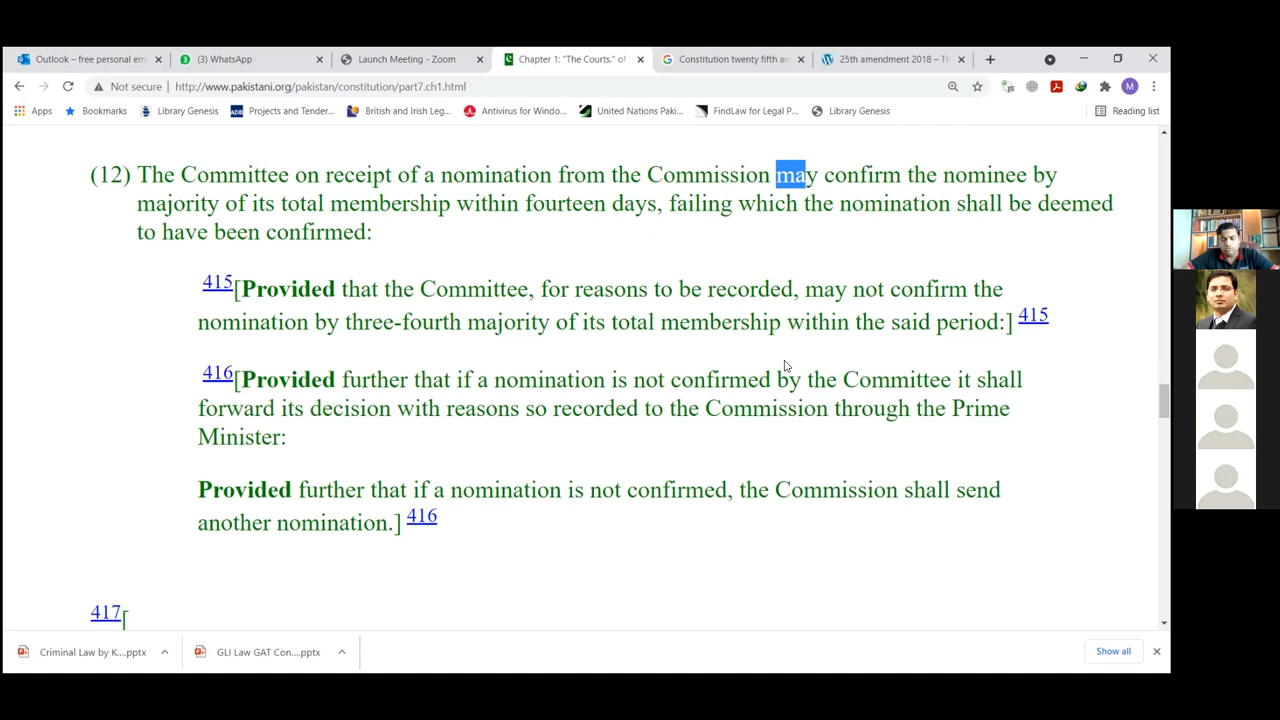 Outlook – free personal em
(3) WhatsApp
Launch Meeting - Zoom
Chapter 1: "The Courts." of
Constitution twenty fifth an
25th amendment 2018 – Th
Not secure | http://www.pakistani.org/pakistan/constitution/part7.ch1.html
M
Apps
Bookmarks
Library Genesis
ADB
Projects and Tender...
British and Irish Leg...
Antivirus for Windo...
United Nations Paki...
FindLaw for Legal P...
Library Genesis
Reading list
(12) The Committee on receipt of a nomination from the Commission may confirm the nominee by
majority of its total membership within fourteen days, failing which the nomination shall be deemed
to have been confirmed:
415[Provided that the Committee, for reasons to be recorded, may not confirm the
nomination by three-fourth majority of its total membership within the said period:] 415
416[Provided further that if a nomination is not confirmed by the Committee it shall
forward its decision with reasons so recorded to the Commission through the Prime
Minister:
Provided further that if a nomination is not confirmed, the Commission shall send
another nomination.] 416
417[
Criminal Law by K....pptx
GLI Law GAT Con....pptx
Show all